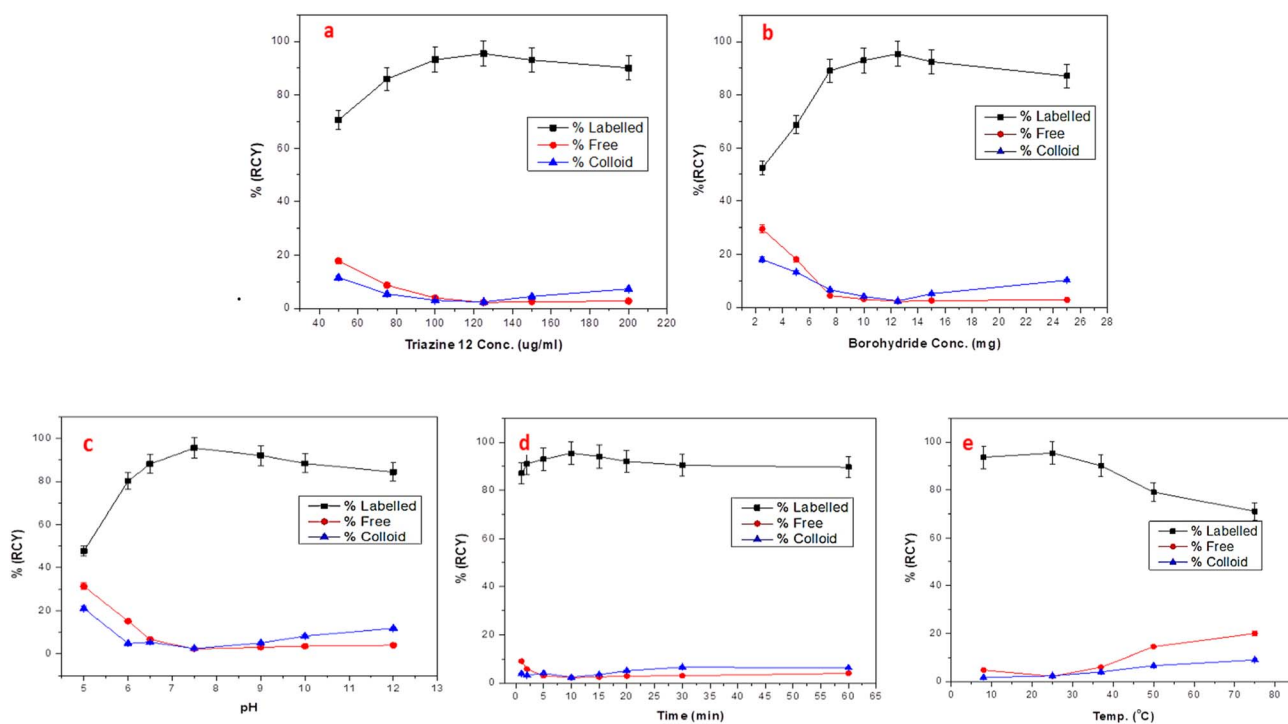 a
100
80
60
40
20
0
% (RCY)
% Labelled
% Free
% Colloid
40 60 80 100 120 140 160 180 200 220
Triazine 12 Conc. (ug/ml)
b
100
80
60
40
20
0
%(RCY)
% Labelled
% Free
% Colloid
2 4 6 8 10 12 14 16 18 20 22 24 26 28
Borohydride Conc. (mg)
c
100
80
60
40
20
0
% (RCY)
% Labelled
% Free
% Colloid
5 6 7 8 9 10 11 12 13
pH
d
100
80
60
40
20
0
% (RCY)
% Labelled
% Free
% Colloid
0 5 10 15 20 25 30 35 40 45 50 55 60 65
Time (min)
e
100
80
60
40
20
0
% (RCY)
% Labelled
% Free
% Colloid
0 10 20 30 40 50 60 70 80
Temp. (°C)